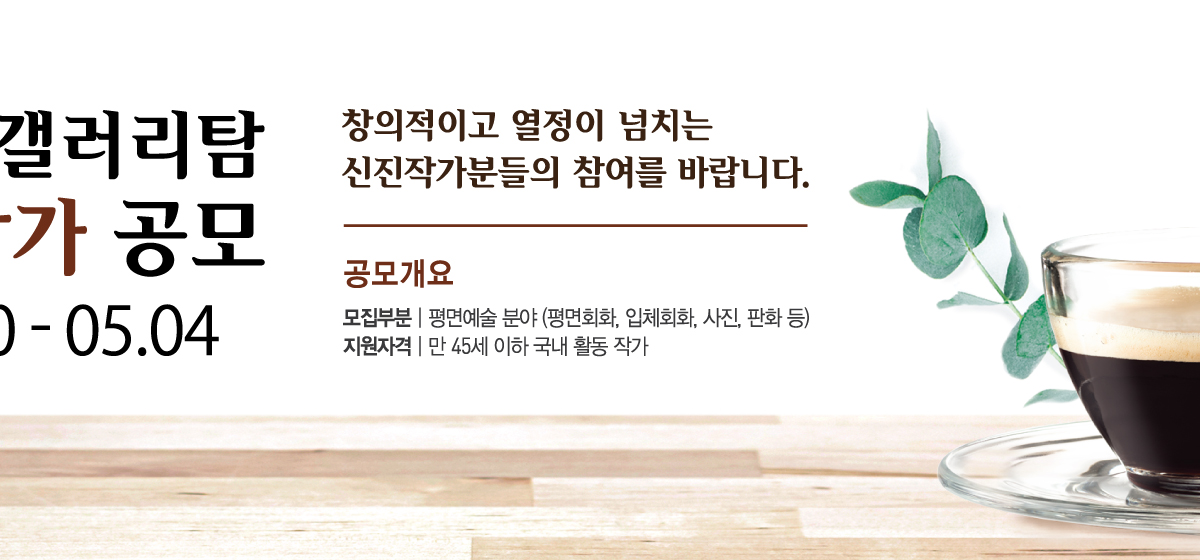 갤러리탐
가 공모
0 - 05.04
창의적이고 열정이 넘치는
신진작가분들의 참여를 바랍니다.
공모개요
모집부분 | 평면예술 분야 (평면회화, 입체회화, 사진, 판화 등)
지원자격 | 만 45세 이하 국내 활동 작가